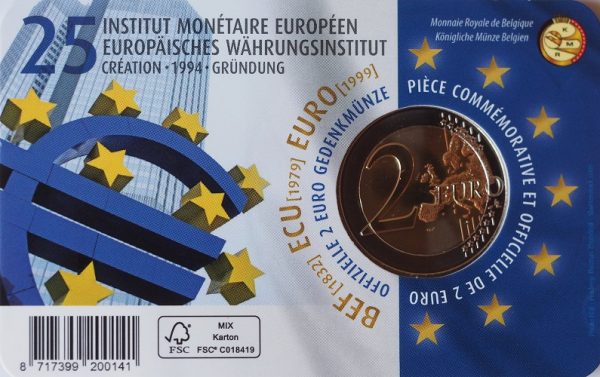 25
INSTITUT MONÉTAIRE EUROPÉEN
EUROPÄISCHES WÄHRUNGSINSTITUT
CRÉATION • 1994 • GRÜNDUNG
Monnaie Royale de Belgique
Königliche Münze Belgien
K
M
R
BEF [1832] ECU [1979] EURO [1999]
OFFIZIELLE 2 EURO GEDENKMÜNZE
PIÈCE COMMÉMORATIVE ET OFFICIELLE DE 2 EURO
2 EURO
FSC
MIX
Karton
FSC® C018419
8 717399 200141